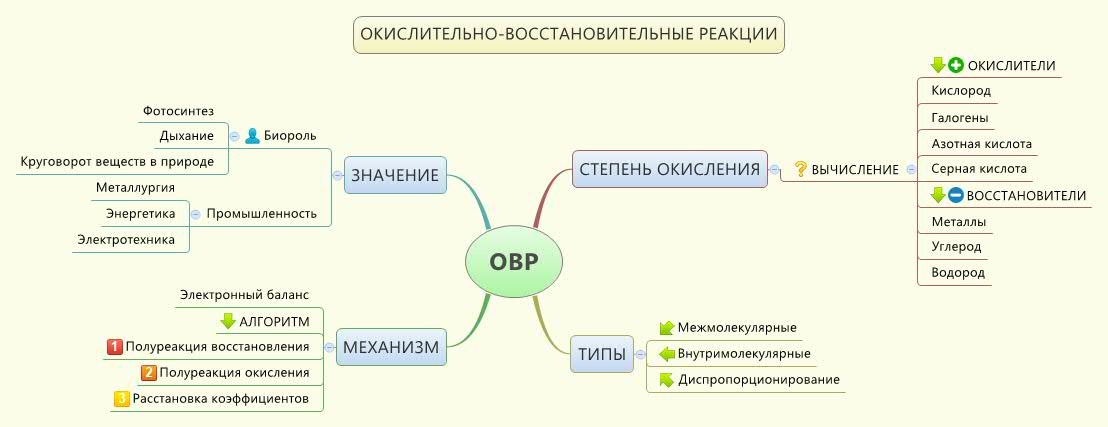 ОКИСЛИТЕЛЬНО-ВОССТАНОВИТЕЛЬНЫЕ РЕАКЦИИ
ОВР
ЗНАЧЕНИЕ
Биороль
Фотосинтез
Дыхание
Круговорот веществ в природе
Промышленность
Металлургия
Энергетика
Электротехника
МЕХАНИЗМ
Электронный баланс
АЛГОРИТМ
1 Полуреакция восстановления
2 Полуреакция окисления
3 Расстановка коэффициентов
СТЕПЕНЬ ОКИСЛЕНИЯ
? ВЫЧИСЛЕНИЕ
ОКИСЛИТЕЛИ
Кислород
Галогены
Азотная кислота
Серная кислота
ВОССТАНОВИТЕЛИ
Металлы
Углерод
Водород
ТИПЫ
Межмолекулярные
Внутримолекулярные
Диспропорционирование